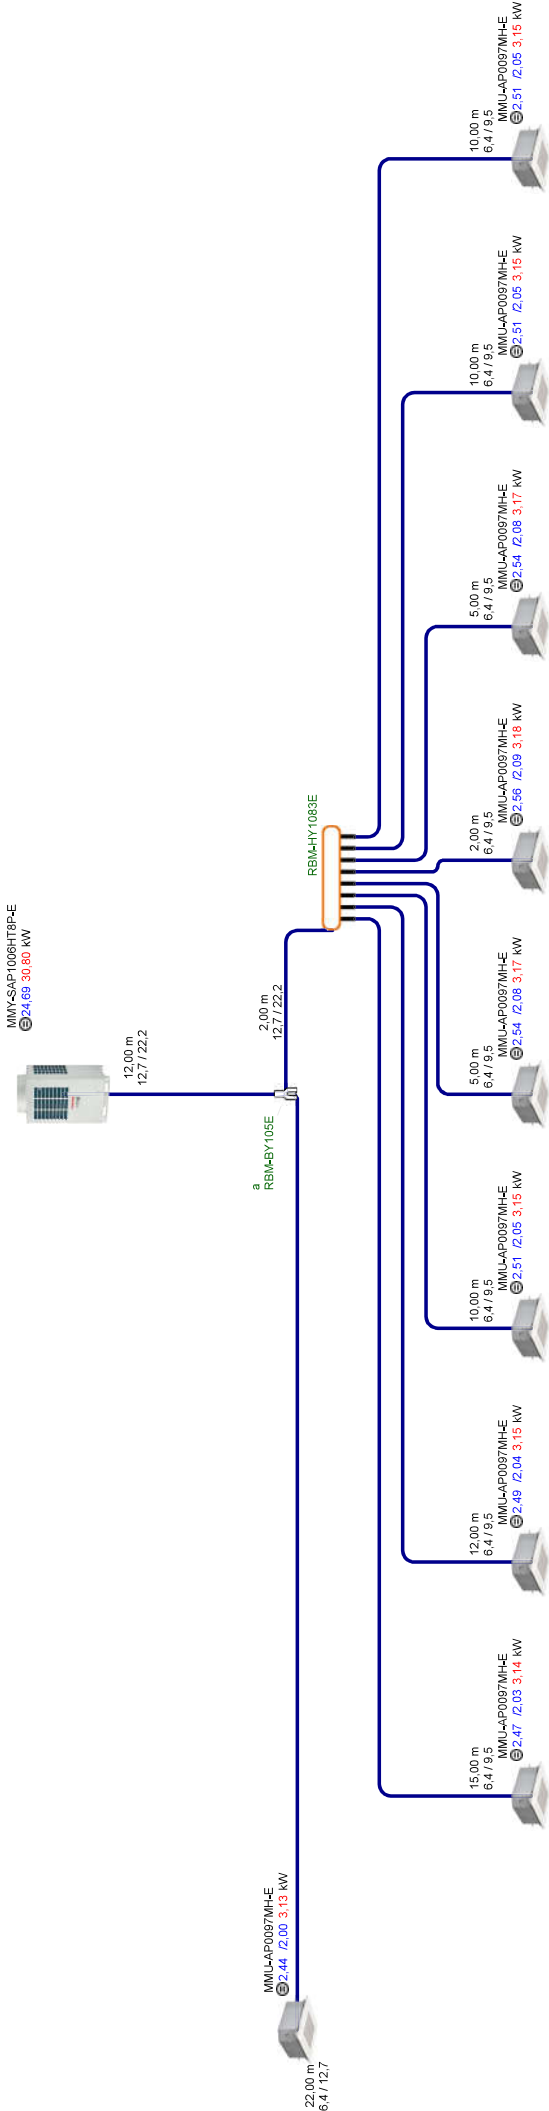 MMY-SAP1006HT8P-E
24,69 30,80 kW
12,00 m
12,7 / 22,2
a
RBM-BY105E
2,00 m
12,7 / 22,2
RBM-HY1083E
MMU-AP0097MH-E
2,44 /2,00 3,13 kW
22,00 m
6,4 / 12,7
15,00 m
6,4 / 9,5
MMU-AP0097MH-E
2,47 /2,03 3,14 kW
12,00 m
6,4 / 9,5
MMU-AP0097MH-E
2,49 /2,04 3,15 kW
10,00 m
6,4 / 9,5
MMU-AP0097MH-E
2,51 /2,05 3,15 kW
5,00 m
6,4 / 9,5
MMU-AP0097MH-E
2,54 /2,08 3,17 kW
2,00 m
6,4 / 9,5
MMU-AP0097MH-E
2,56 /2,09 3,18 kW
5,00 m
6,4 / 9,5
MMU-AP0097MH-E
2,54 /2,08 3,17 kW
10,00 m
6,4 / 9,5
MMU-AP0097MH-E
2,51 /2,05 3,15 kW
10,00 m
6,4 / 9,5
MMU-AP0097MH-E
2,51 /2,05 3,15 kW